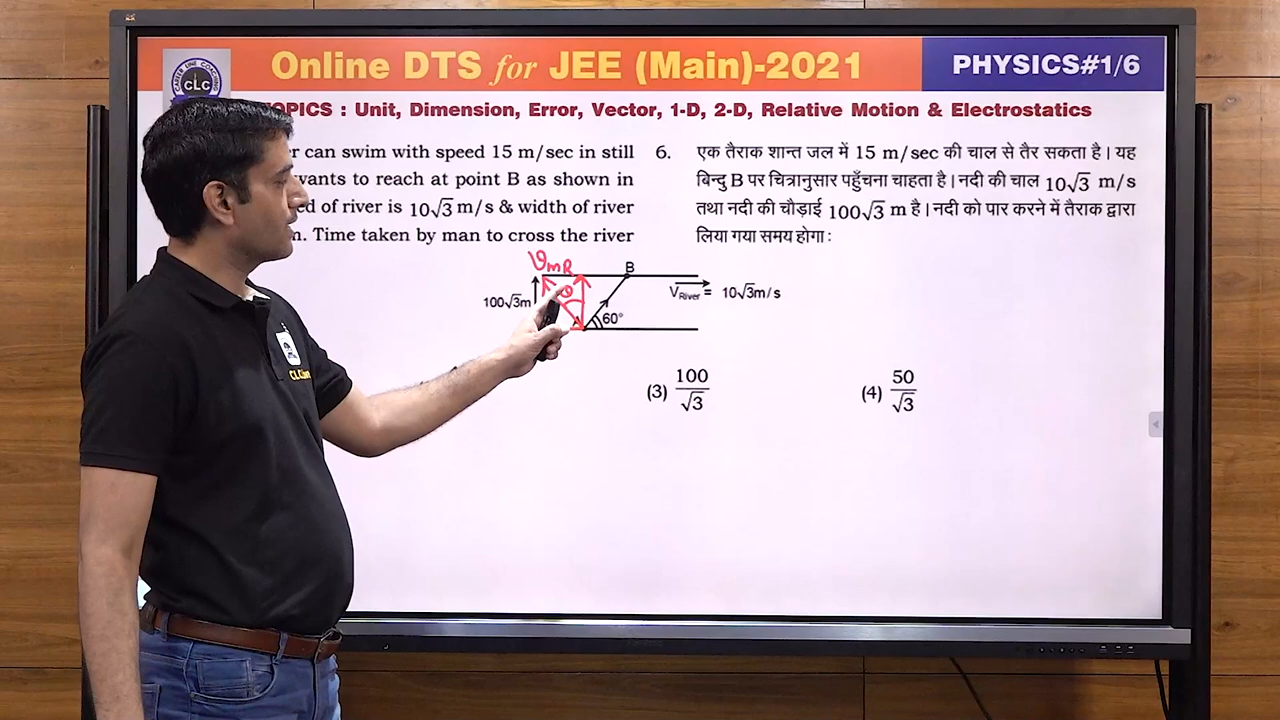 Online DTS for JEE (Main)-2021
PHYSICS#1/6
CLC
TOPICS : Unit, Dimension, Error, Vector, 1-D, 2-D, Relative Motion & Electrostatics
can swim with speed 15 m/sec in still
wants to reach at point B as shown in
of river is 10√3 m/s & width of river
m. Time taken by man to cross the river
6. एक तैराक शान्त जल में 15 m/sec की चाल से तैर सकता है। यह
बिन्दु B पर चित्रानुसार पहुँचना चाहता है। नदी की चाल 10√3 m/s
तथा नदी की चौड़ाई 100√3 m है। नदी को पार करने में तैराक द्वारा
लिया गया समय होगा :
VmR
B
θ
100√3m
V River = 10√3m/s
A
60°
(3) 100/√3
(4) 50/√3